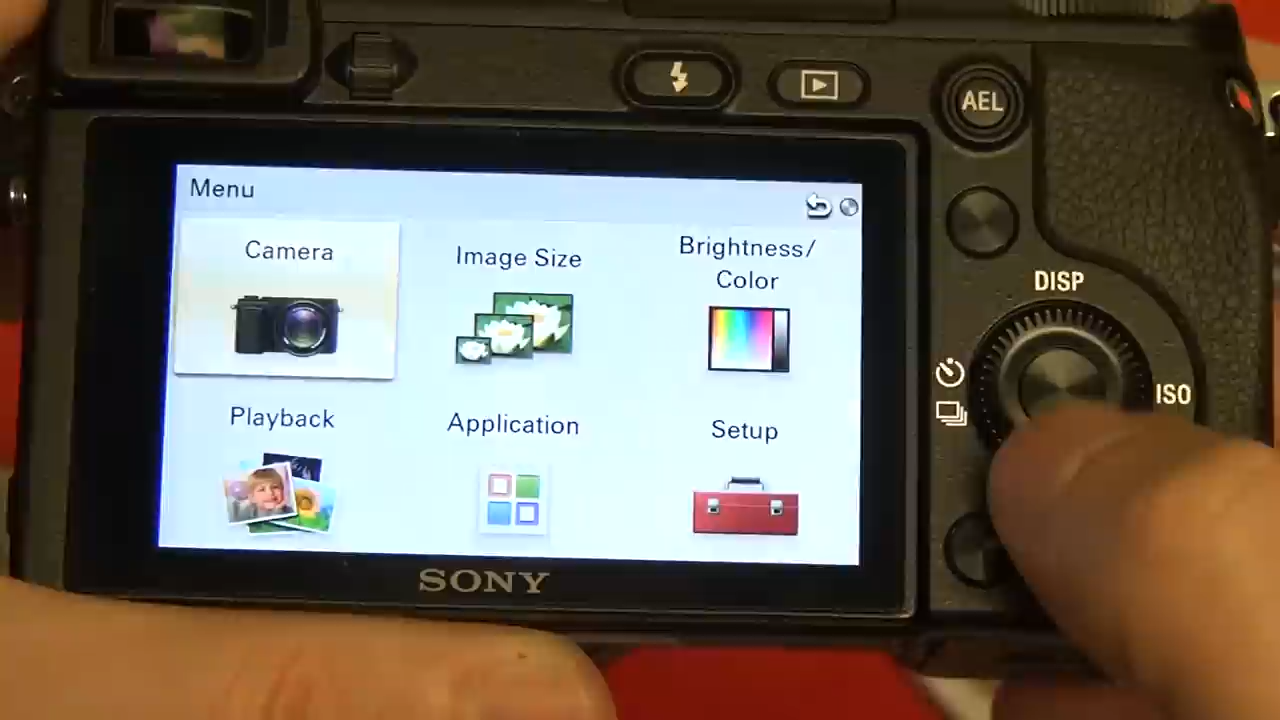 AEL
Menu
Camera
Image Size
Brightness/
Color
DISP
ISO
Playback
Application
Setup
SONY